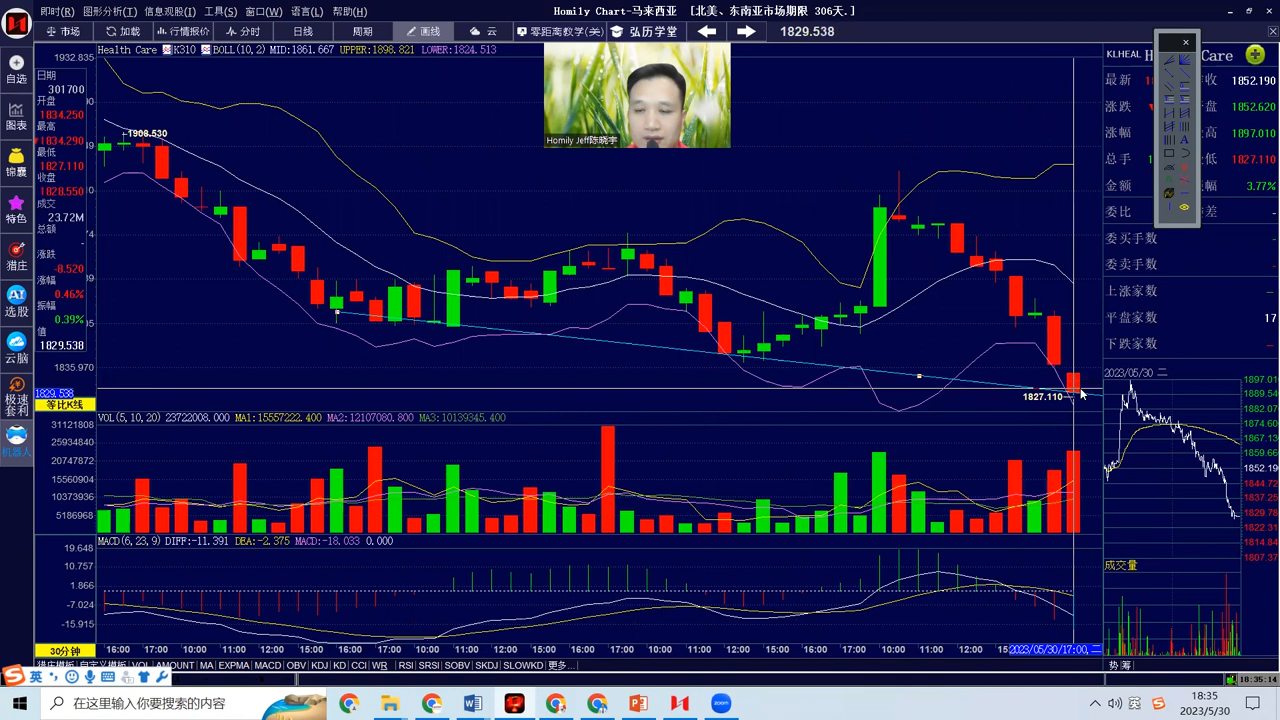 即时(R) 图形分析(T) 信息观股(I) 工具(S) 窗口(W) 语言(L) 帮助(H)
Homily Chart-马来西亚 [北美、东南亚市场期限 306天.]
市场 加载 行情报价 分时 日线 周期 画线 云 零距离教学(关) 弘历学堂 1829.538
自选
图表
锦囊
特色
猎庄
AI
选股
云脑
极速
套利
机器人
日期
301700
开盘
1834.250
最高
1834.290
最低
1827.110
收盘
1828.550
成交
23.72M
总额
-
涨跌
-8.520
涨幅
0.46%
振幅
0.39%
值
1829.538
1829.538
等比K线
Health Care K310 BOLL(10,2) MID:1861.667 UPPER:1898.821 LOWER:1824.513
1932.835
1908.530
1835.970
1827.110
Homily Jeff陈晓宇
VOL(5,10,20) 23722008.000 MA1:15557222.400 MA2:12107080.800 MA3:10139345.400
31121808
25934840
20747872
15560904
10373936
5186968
MACD(6,23,9) DIFF:-11.391 DEA:-2.375 MACD:-18.033 0.000
19.648
10.757
1.866
-7.024
-15.915
30分钟
16:00 17:00 10:00 11:00 12:00 15:00 16:00 17:00 10:00 11:00 12:00 15:00 16:00 17:00 10:00 11:00 12:00 15:00 16:00 17:00 10:00 11:00 12:00 2023/05/30/17:00,二
猎庄模板 自定义模板 VOL AMOUNT MA EXPMA MACD OBV KDJ KD CCI WR RSI SRSI SOBV SKDJ SLOWKD 更多...
KLHEAL Care
最新 收 1852.190
涨跌 盘 1852.620
涨幅 高 1897.010
总手 低 1827.110
金额 幅 3.77%
委比 差 -
委买手数 -
委卖手数 -
上涨家数 -
平盘家数 17
下跌家数 -
2023/05/30 二
1897.01
1889.54
1882.08
1874.60
1867.13
1859.66
1852.19
1844.72
1837.25
1829.78
1822.31
1814.84
1807.37
成交量
势 筹
英
18:35:14
在这里输入你要搜索的内容
zoom
英
18:35
2023/5/30